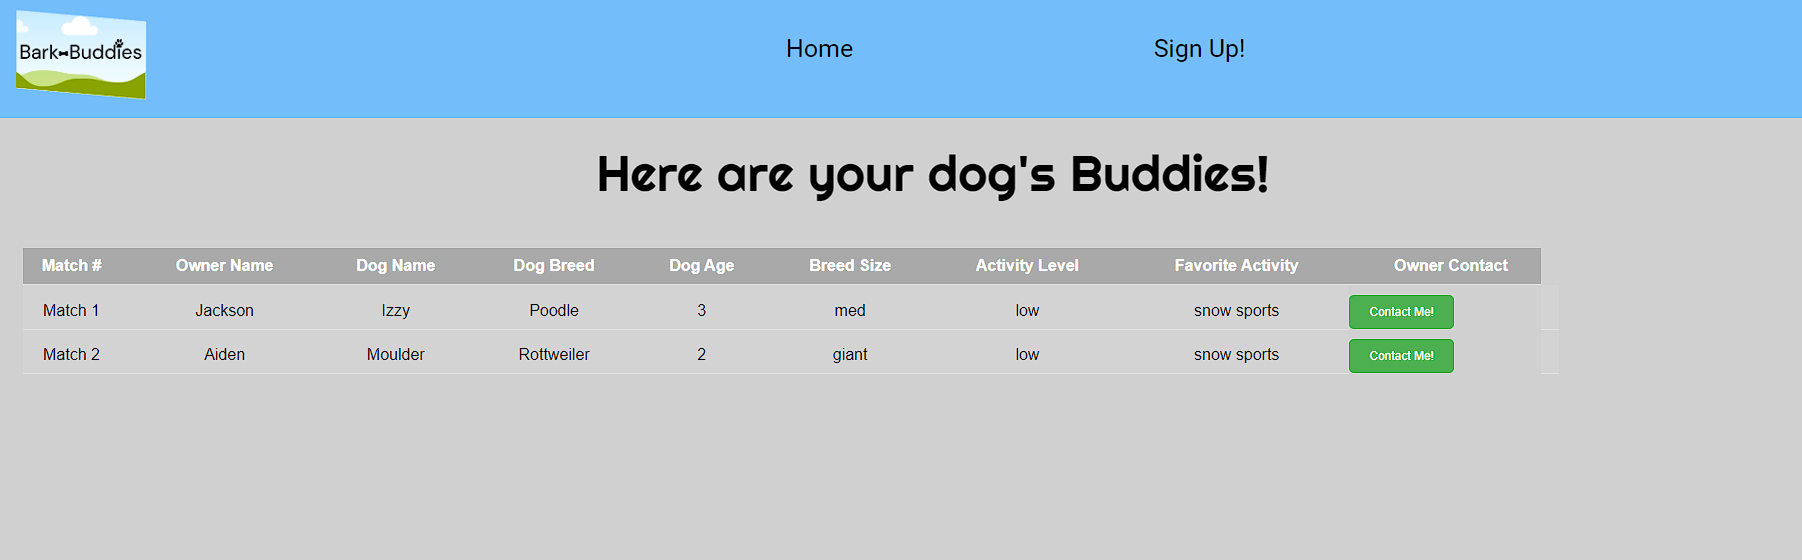 Bark Buddies
Home Sign Up!
Here are your dog's Buddies!
Match # Owner Name Dog Name Dog Breed Dog Age Breed Size Activity Level Favorite Activity Owner Contact
Match 1 Jackson Izzy Poodle 3 med low snow sports Contact Me!
Match 2 Aiden Moulder Rottweiler 2 giant low snow sports Contact Me!